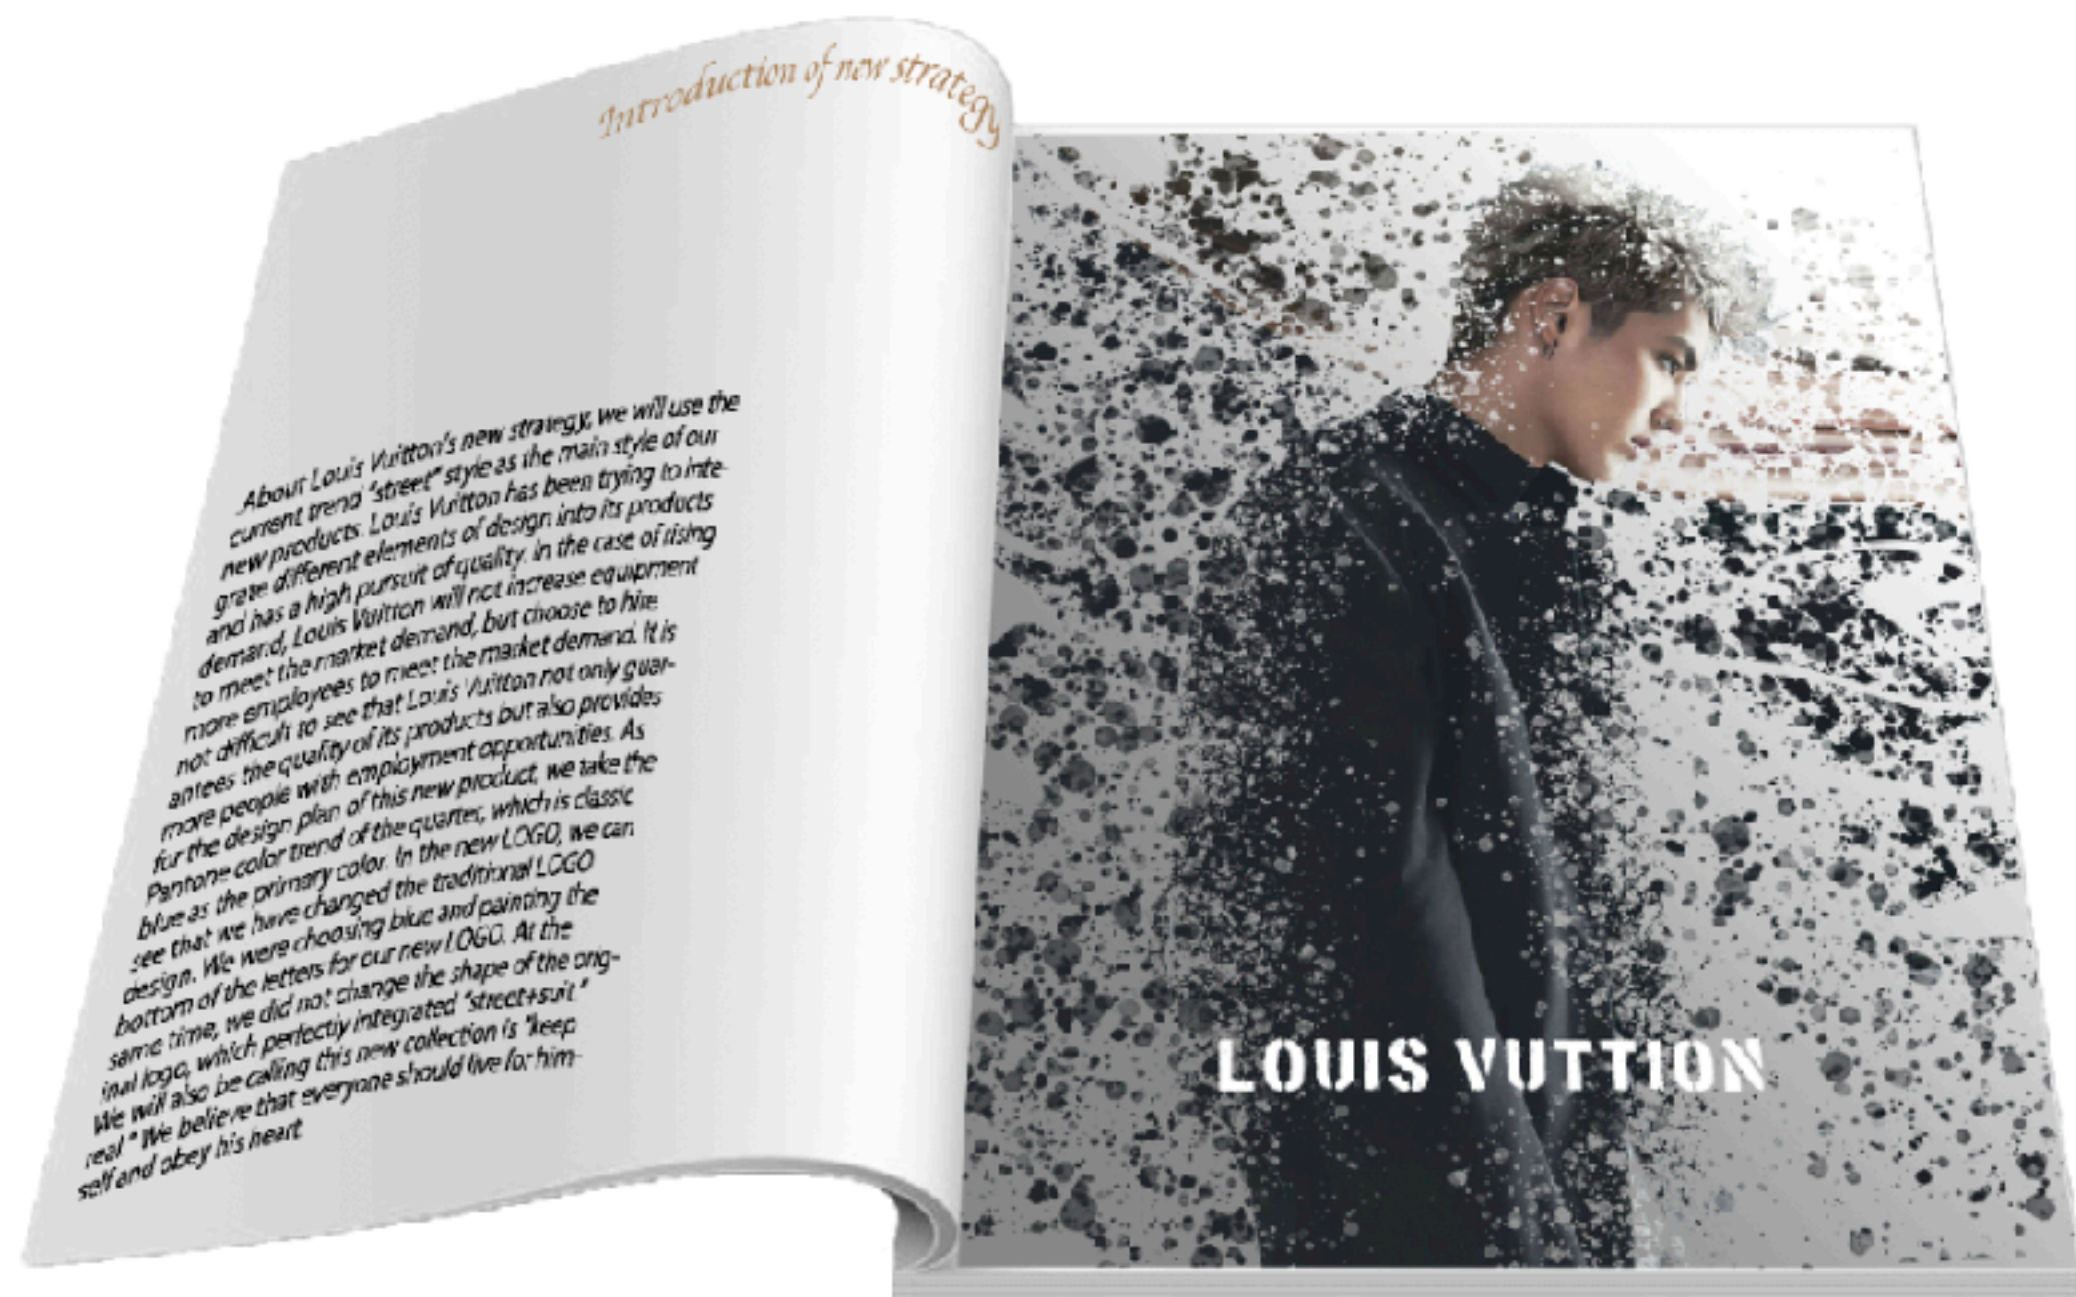 Introduction of new strategy
About Louis Vuitton's new strategy, we will use the
current trend "street" style as the main style of our
new products. Louis Vuitton has been trying to inte-
grate different elements of design into its products
and has a high pursuit of quality. in the case of rising
demand, Louis Vuitton will not increase equipment
to meet the market demand, but choose to hire
more employees to meet the market demand. It is
not difficult to see that Louis Vuitton not only guar-
antees the quality of its products but also provides
more people with employment opportunities. As
for the design plan of this new product, we take the
Pantone color trend of the quarter, which is classic
blue as the primary color. In the new LOGO, we can
see that we have changed the traditional LOGO
design. We were choosing blue and painting the
bottom of the letters for our new LOGO. At the
same time, we did not change the shape of the orig-
inal logo, which perfectly integrated "street+suit."
We will also be calling this new collection is "keep
real." We believe that everyone should live for him-
self and obey his heart
LOUIS VUTTION